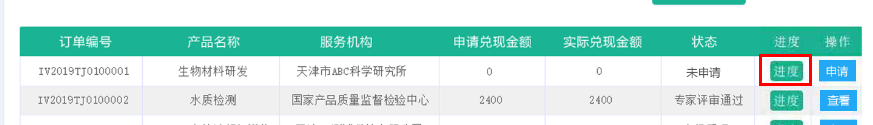 订单编号 产品名称 服务机构 申请兑现金额 实际兑现金额 状态 进度 操作
IV2019TJ0100001 生物材料研发 天津市ABC科学研究所 0 0 未申请 进度 申请
IV2019TJ0100002 水质检测 国家产品质量监督检验中心 2400 2400 专家评审通过 进度 查看